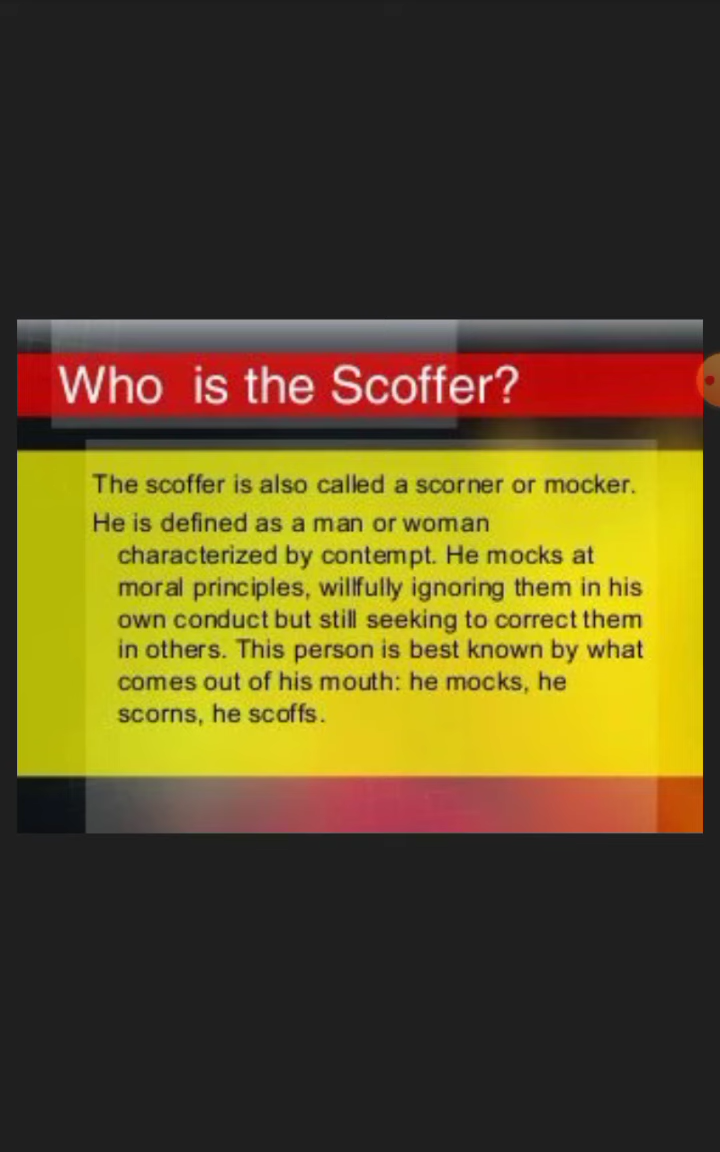 Who is the Scoffer?
The scoffer is also called a scorner or mocker.
He is defined as a man or woman
characterized by contempt. He mocks at
moral principles, willfully ignoring them in his
own conduct but still seeking to correct them
in others. This person is best known by what
comes out of his mouth: he mocks, he
scorns, he scoffs.